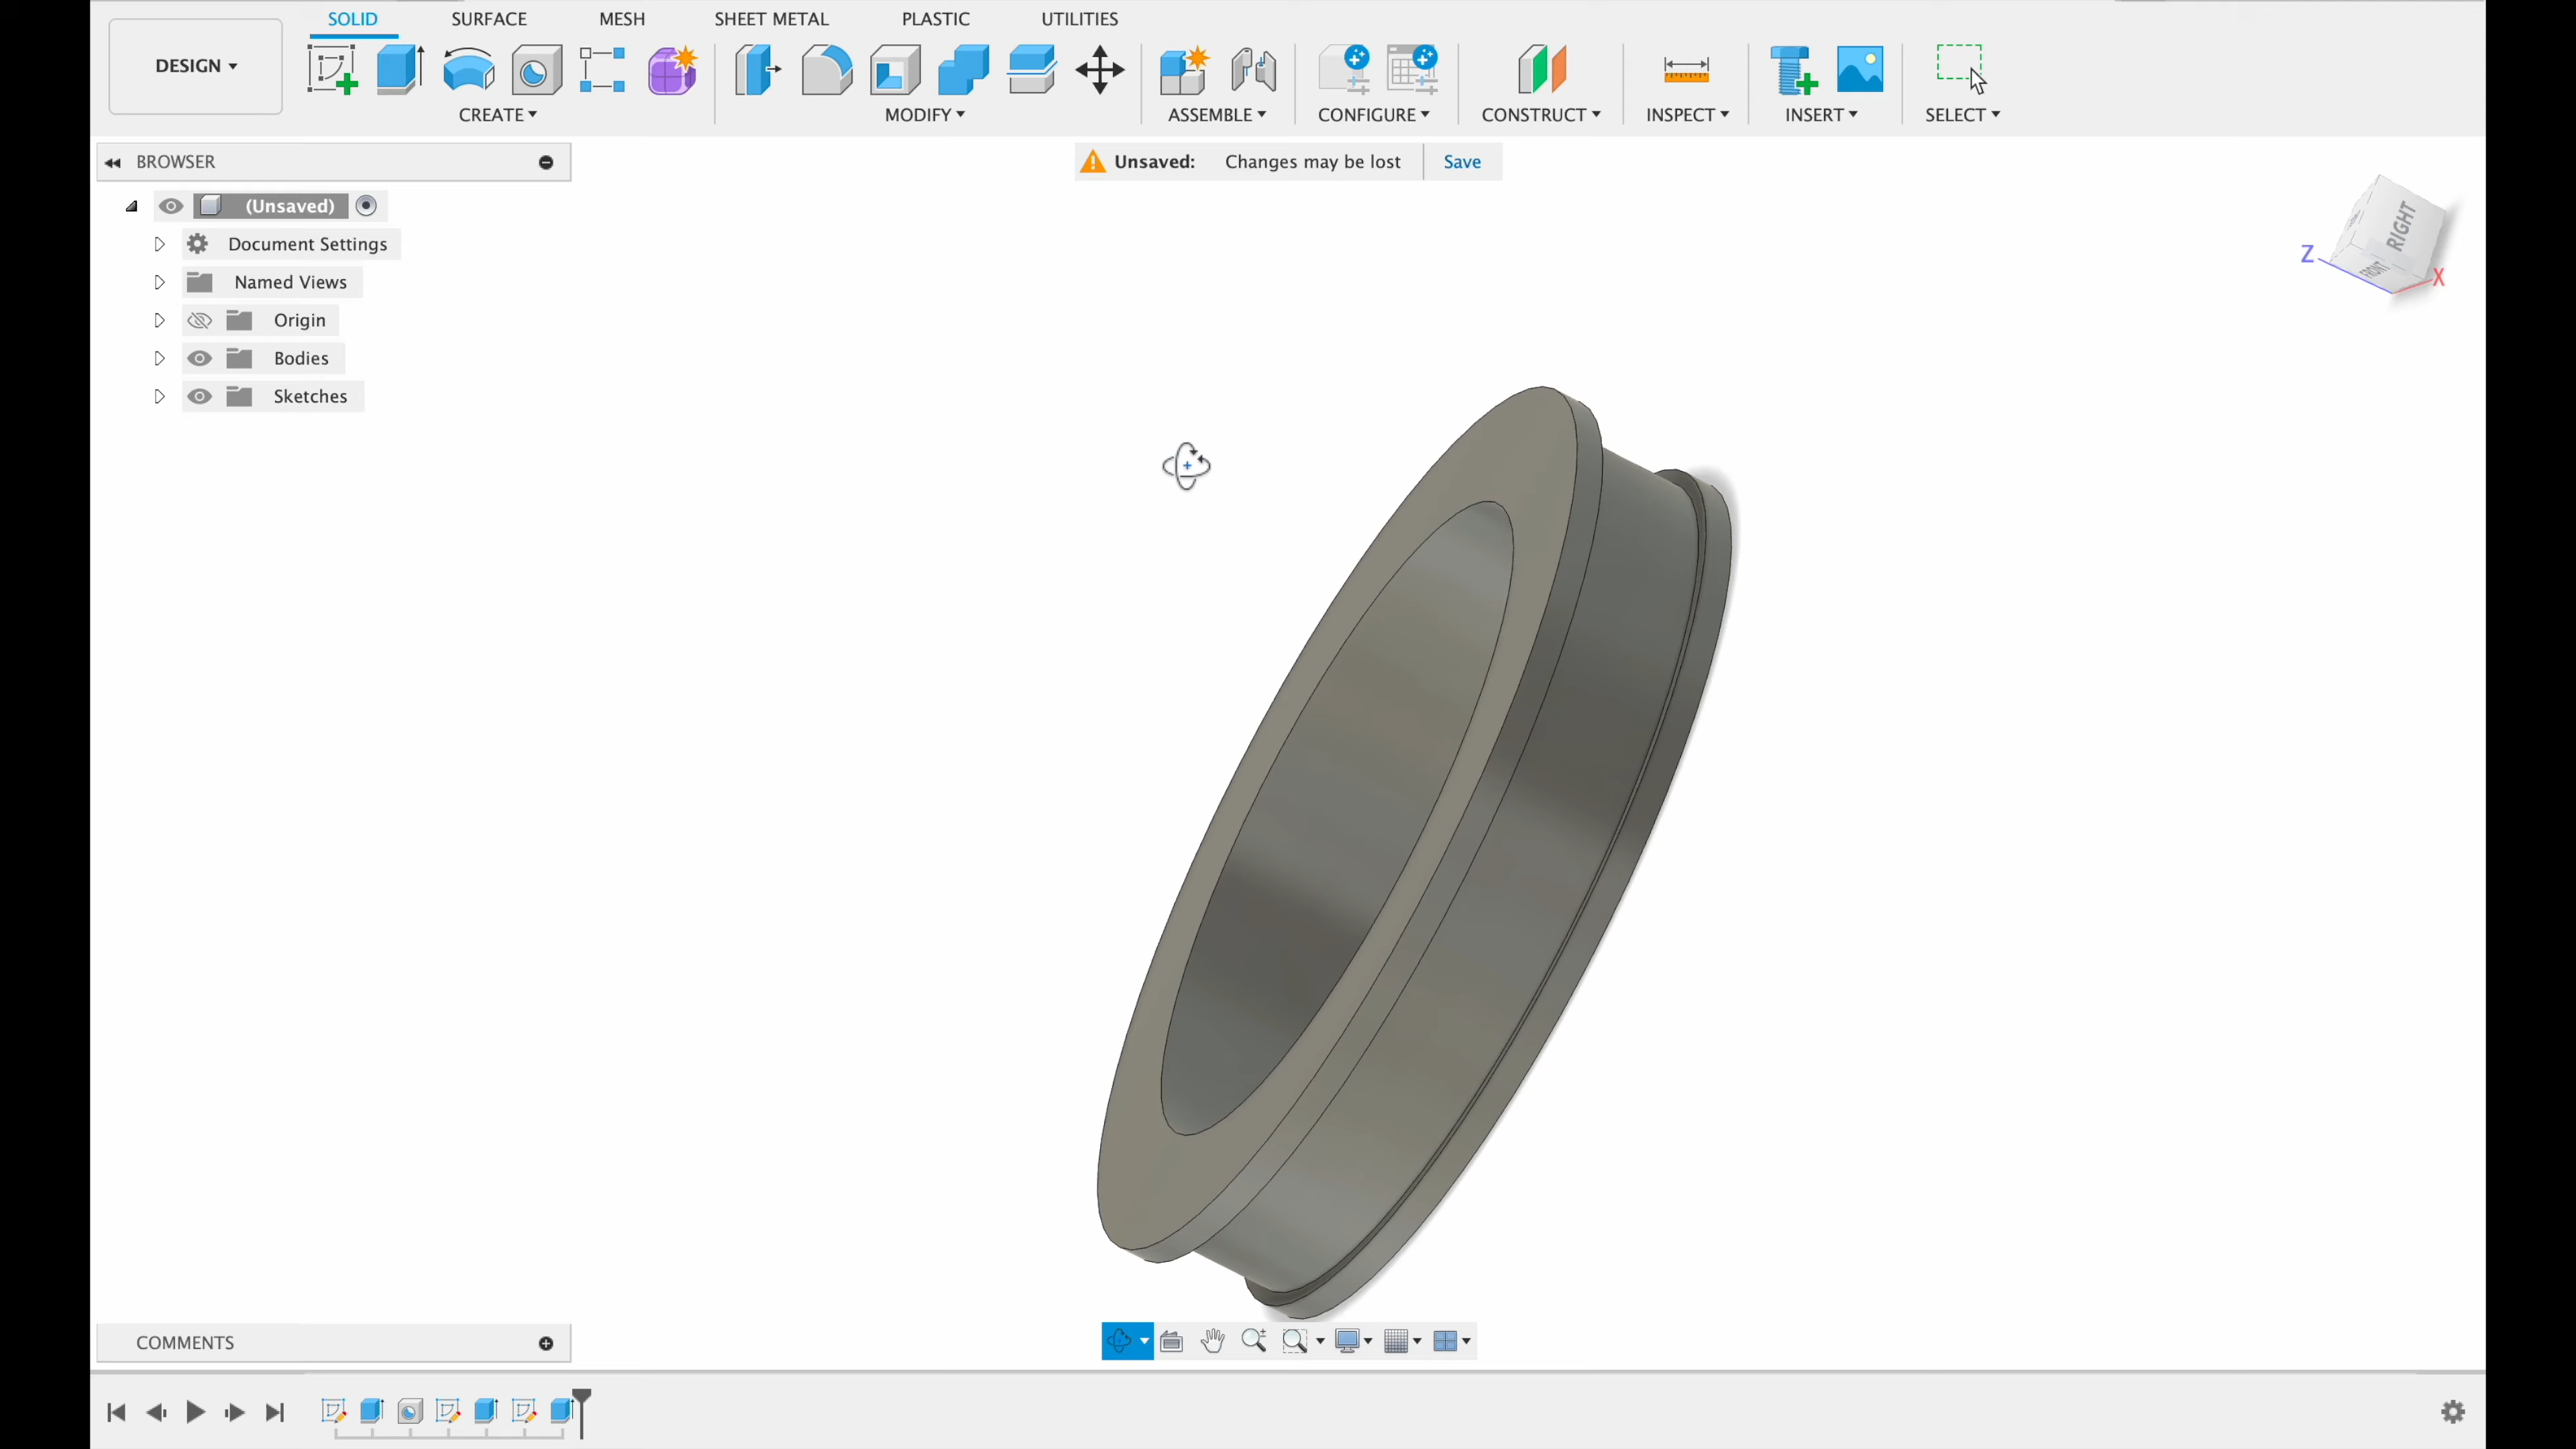 SOLID SURFACE MESH SHEET METAL PLASTIC UTILITIES
DESIGN
CREATE MODIFY ASSEMBLE CONFIGURE CONSTRUCT INSPECT INSERT SELECT
BROWSER
Unsaved: Changes may be lost Save
(Unsaved)
Document Settings
Named Views
Origin
Bodies
Sketches
RIGHT
FRONT
Z
X
COMMENTS